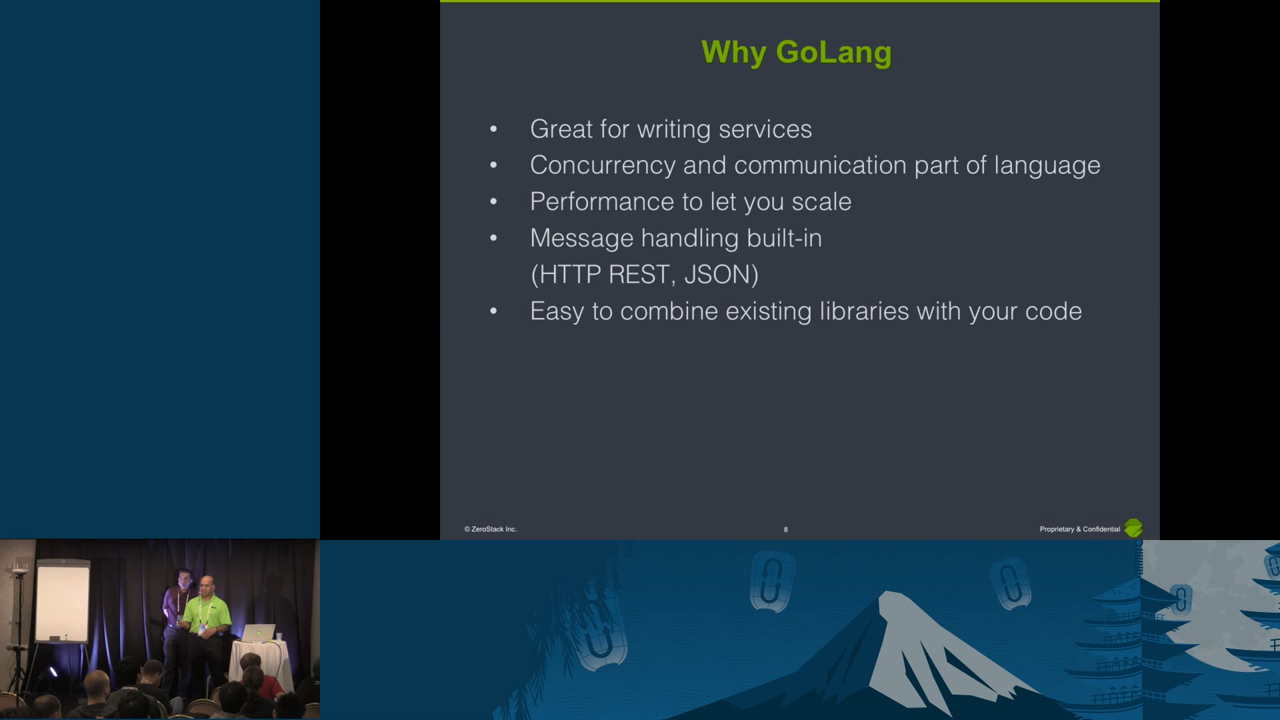 Why GoLang
• Great for writing services
• Concurrency and communication part of language
• Performance to let you scale
• Message handling built-in
(HTTP REST, JSON)
• Easy to combine existing libraries with your code
© ZeroStack Inc.
8
Proprietary & Confidential